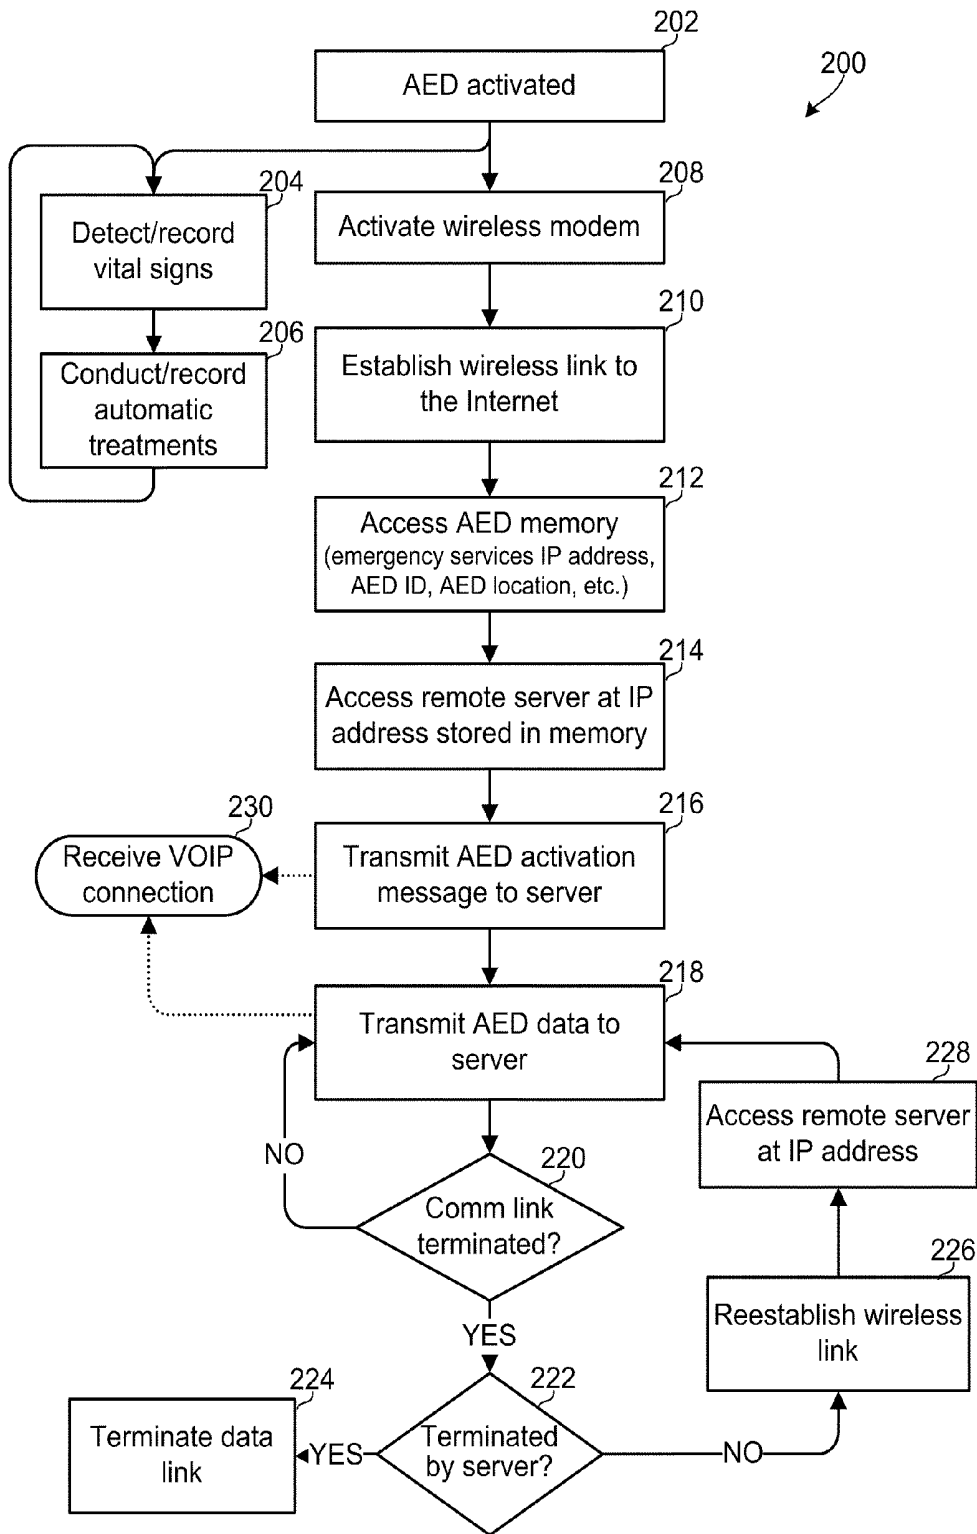 202
AED activated
200
204
Detect/record
vital signs
208
Activate wireless modem
206
Conduct/record
automatic
treatments
210
Establish wireless link to
the Internet
212
Access AED memory
(emergency services IP address,
AED ID, AED location, etc.)
214
Access remote server at IP
address stored in memory
216
Transmit AED activation
message to server
230
Receive VOIP
connection
218
Transmit AED data to
server
228
Access remote server
at IP address
NO
220
Comm link
terminated?
226
Reestablish wireless
link
YES
224
Terminate data
link
222
Terminated
by server?
YES
NO